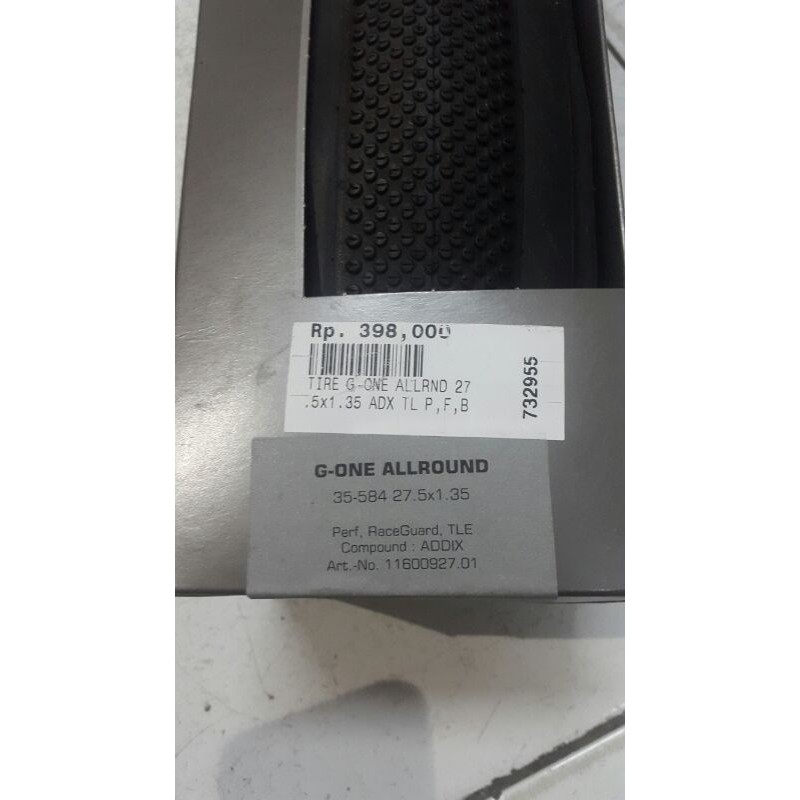 Rp. 398,000
TIRE G-ONE ALLRND 27
.5x1.35 ADX TL P,F,B
732955
G-ONE ALLROUND
35-584 27.5x1.35
Perf, RaceGuard, TLE
Compound : ADDIX
Art.-No. 11600927.01